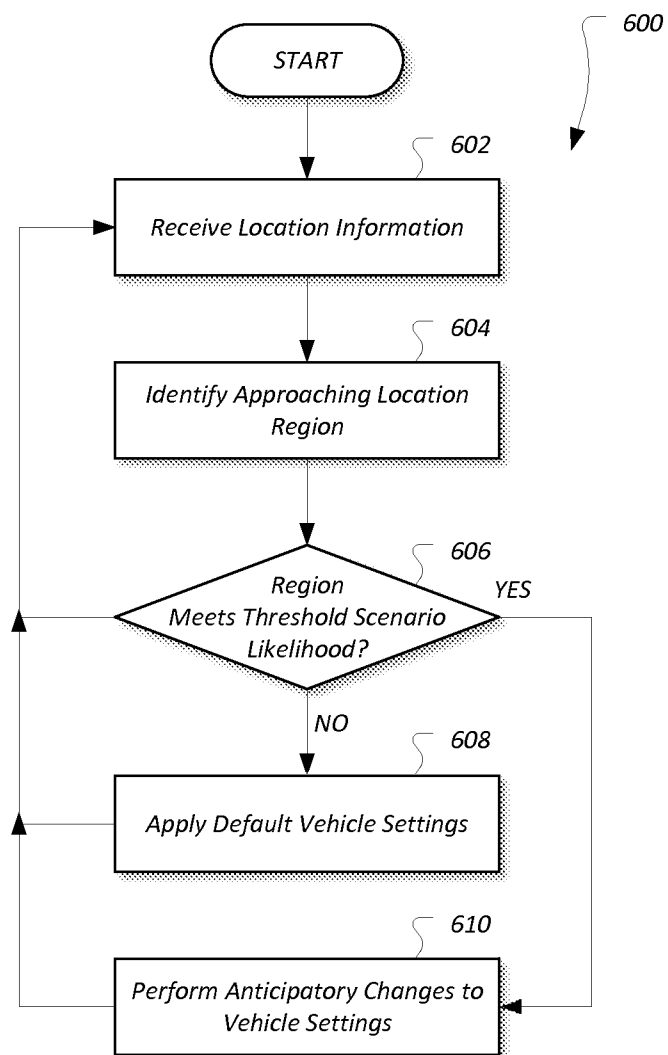 600
START
602
Receive Location Information
604
Identify Approaching Location
Region
606
Region
Meets Threshold Scenario
Likelihood?
YES
NO
608
Apply Default Vehicle Settings
610
Perform Anticipatory Changes to
Vehicle Settings